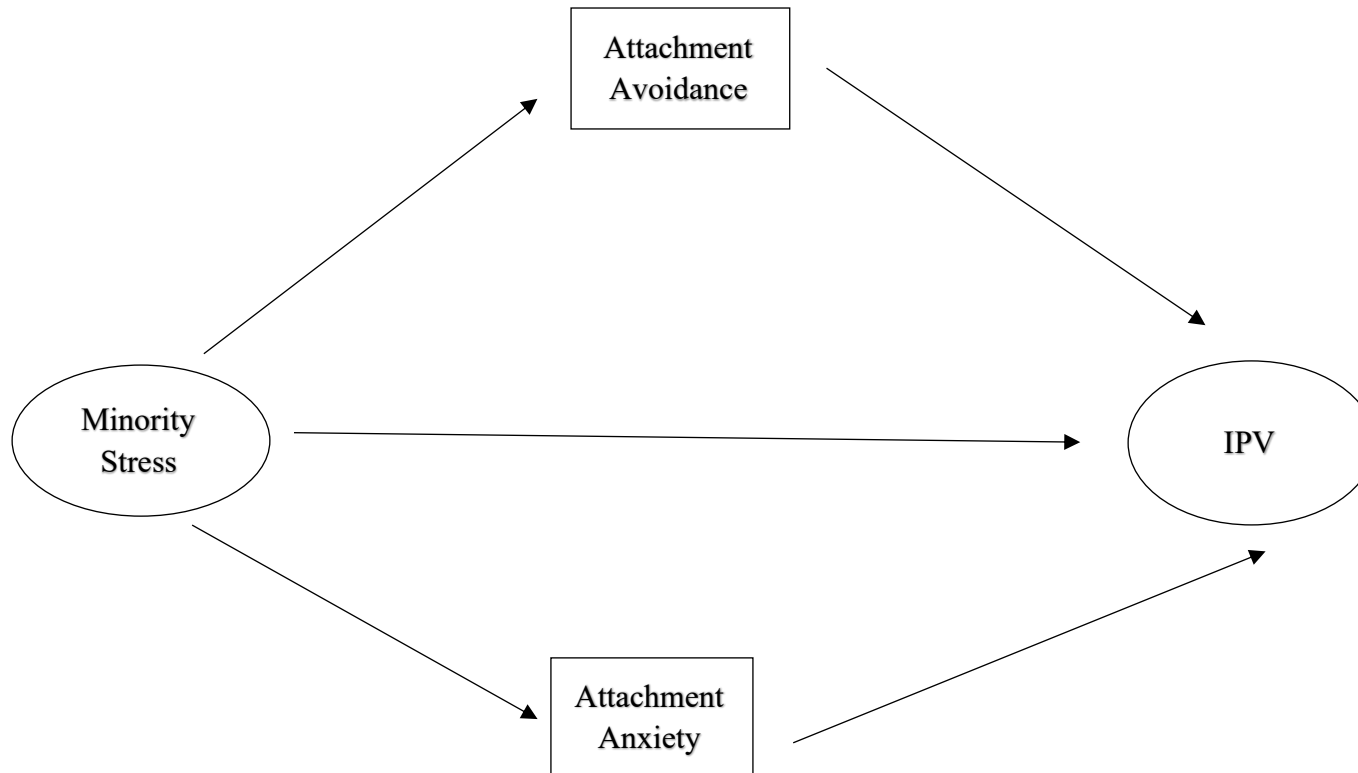 Attachment
Avoidance
Minority
Stress
IPV
Attachment
Anxiety